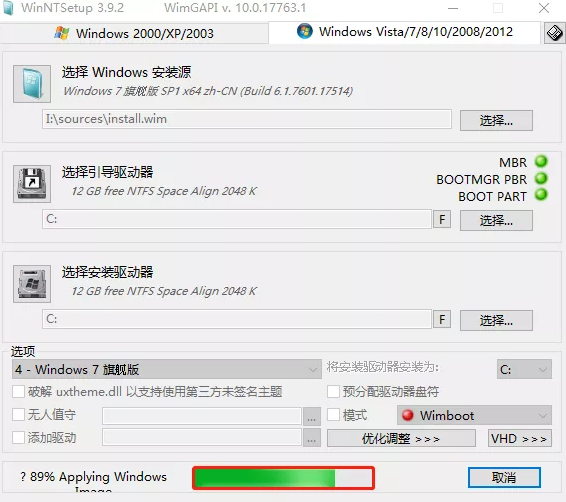 WinNTSetup 3.9.2 WimGAPI v. 10.0.17763.1
Windows 2000/XP/2003 Windows Vista/7/8/10/2008/2012
选择 Windows 安装源
Windows 7 旗舰版 SP1 x64 zh-CN (Build 6.1.7601.17514)
I:\sources\install.wim 选择...
选择引导驱动器
12 GB free NTFS Space Align 2048 K
MBR
BOOTMGR PBR
BOOT PART
C: F 选择...
选择安装驱动器
12 GB free NTFS Space Align 2048 K
C: F 选择...
选项
4 - Windows 7 旗舰版 将安装驱动器安装为: C:
破解 uxtheme.dll 以支持使用第三方未签名主题 预分配驱动器盘符
无人值守 ... 模式 Wimboot
添加驱动 ... 优化调整 >>> VHD >>>
? 89% Applying Windows
Image
取消